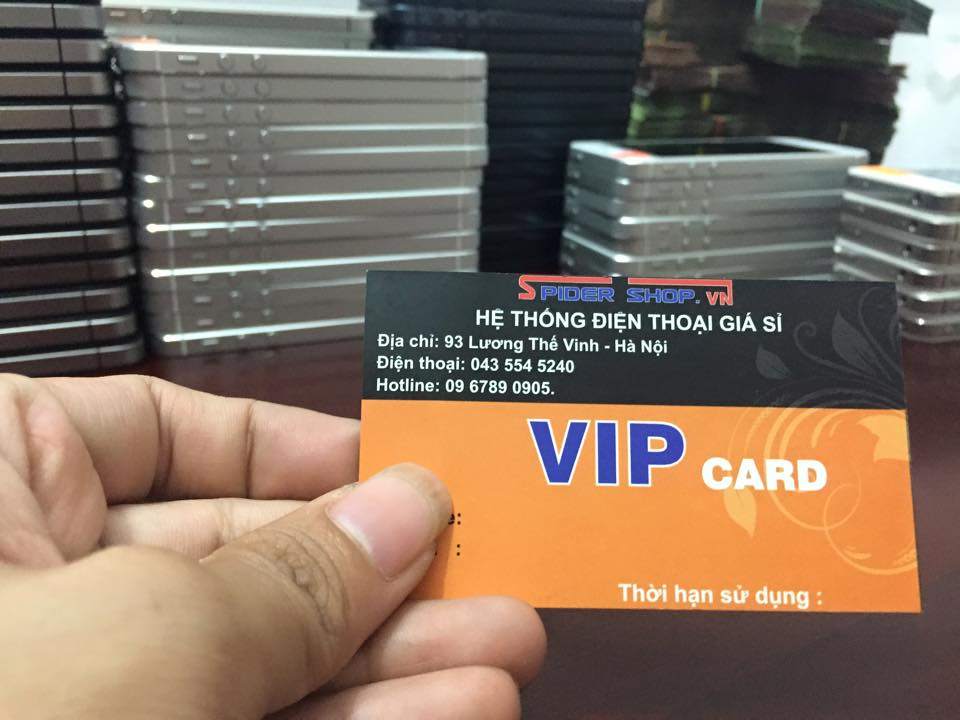 SPIDER SHOP.VN
HỆ THỐNG ĐIỆN THOẠI GIÁ SỈ
Địa chỉ: 93 Lương Thế Vinh - Hà Nội
Điện thoại: 043 554 5240
Hotline: 09 6789 0905.
VIP CARD
Thời hạn sử dụng :